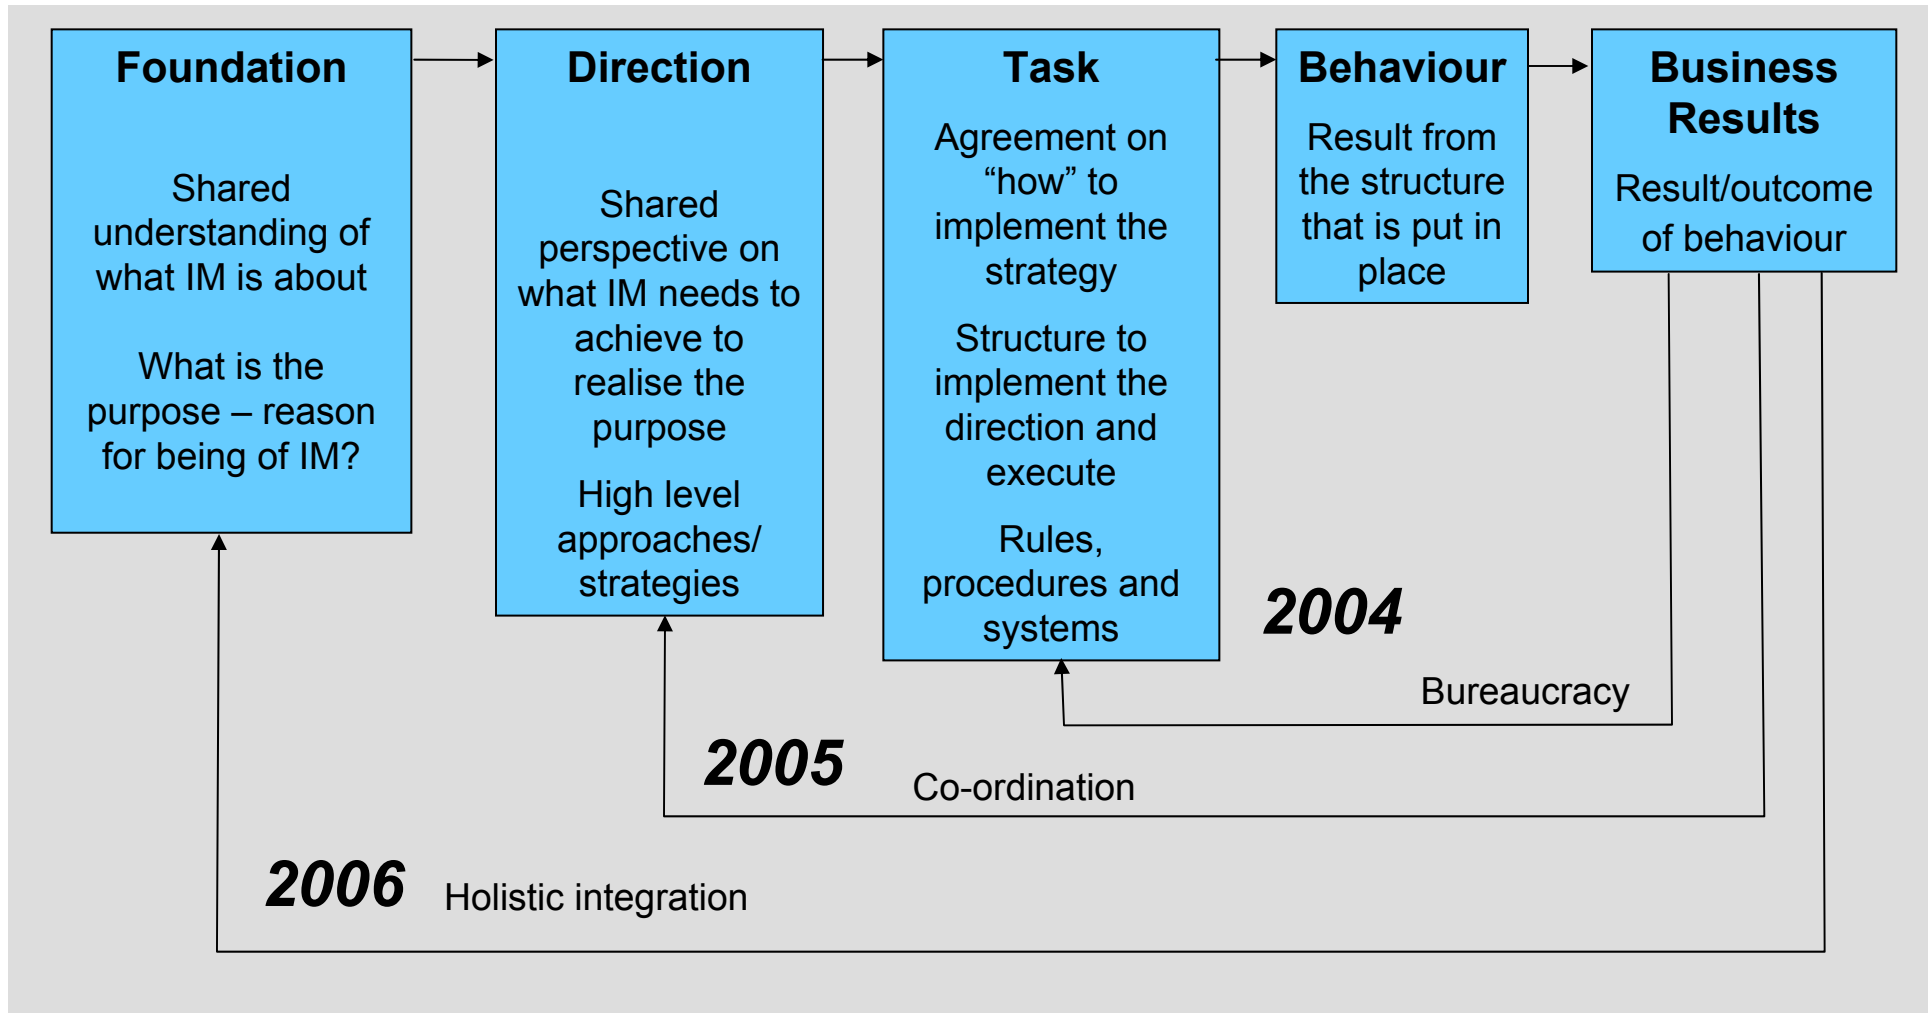 Foundation
Shared
understanding of
what IM is about
What is the
purpose – reason
for being of IM?
Direction
Shared
perspective on
what IM needs to
achieve to
realise the
purpose
High level
approaches/
strategies
Task
Agreement on
“how” to
implement the
strategy
Structure to
implement the
direction and
execute
Rules,
procedures and
systems
Behaviour
Result from
the structure
that is put in
place
Business
Results
Result/outcome
of behaviour
2004
Bureaucracy
2005
Co-ordination
2006
Holistic integration